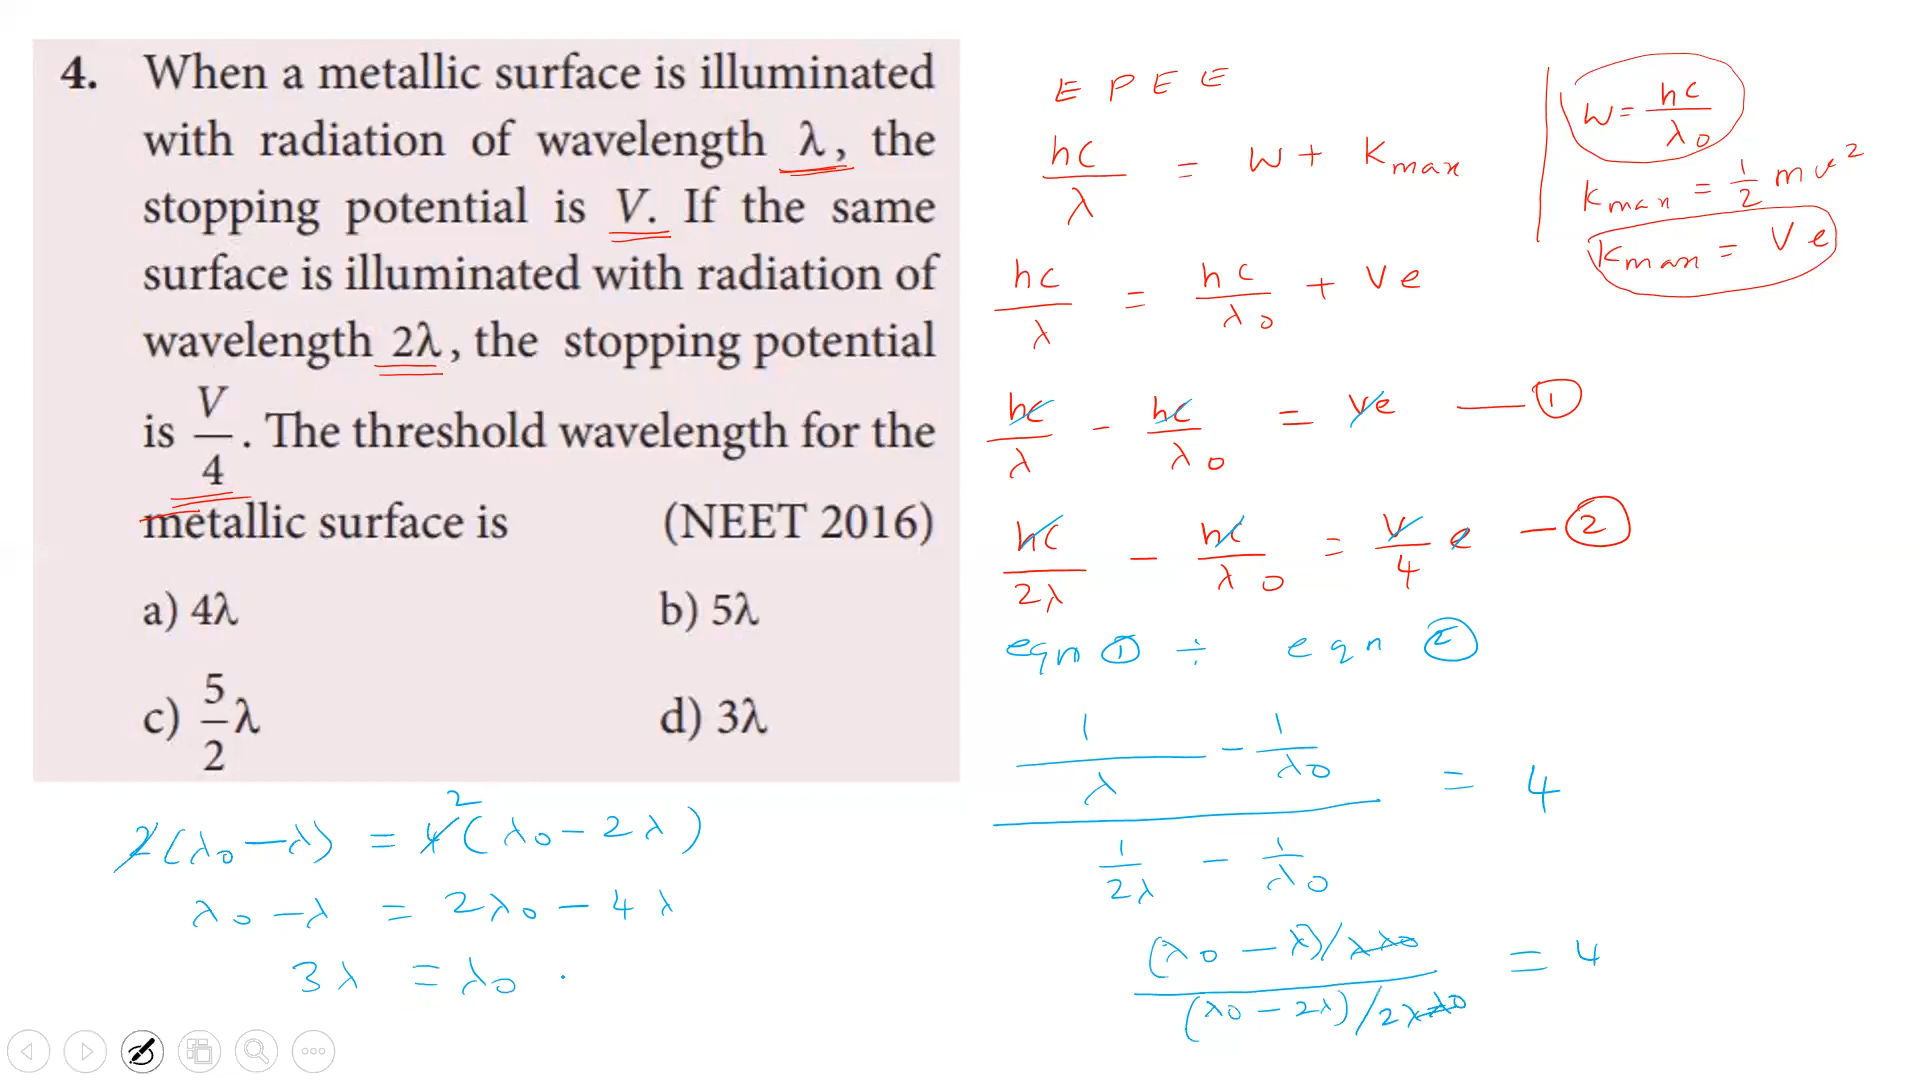 4. When a metallic surface is illuminated
with radiation of wavelength λ, the
stopping potential is V. If the same
surface is illuminated with radiation of
wavelength 2λ, the stopping potential
is V/4. The threshold wavelength for the
metallic surface is (NEET 2016)
a) 4λ b) 5λ
c) 5/2 λ d) 3λ
2(λ0 - λ) = 4 2 (λ0 - 2λ)
λ0 - λ = 2λ0 - 4λ
3λ = λ0 .
E P E E
hc/λ = W + Kmax
hc/λ = hc/λ0 + Ve
hc/λ - hc/λ0 = Ve — ①
hc/2λ - hc/λ0 = V/4 e — ②
eqn ① ÷ eqn ②
(1/λ - 1/λ0) / (1/2λ - 1/λ0) = 4
(λ0 - λ)/λλ0 / (λ0 - 2λ)/2λλ0 = 4
W = hc/λ0
Kmax = 1/2 mv²
Kmax = Ve